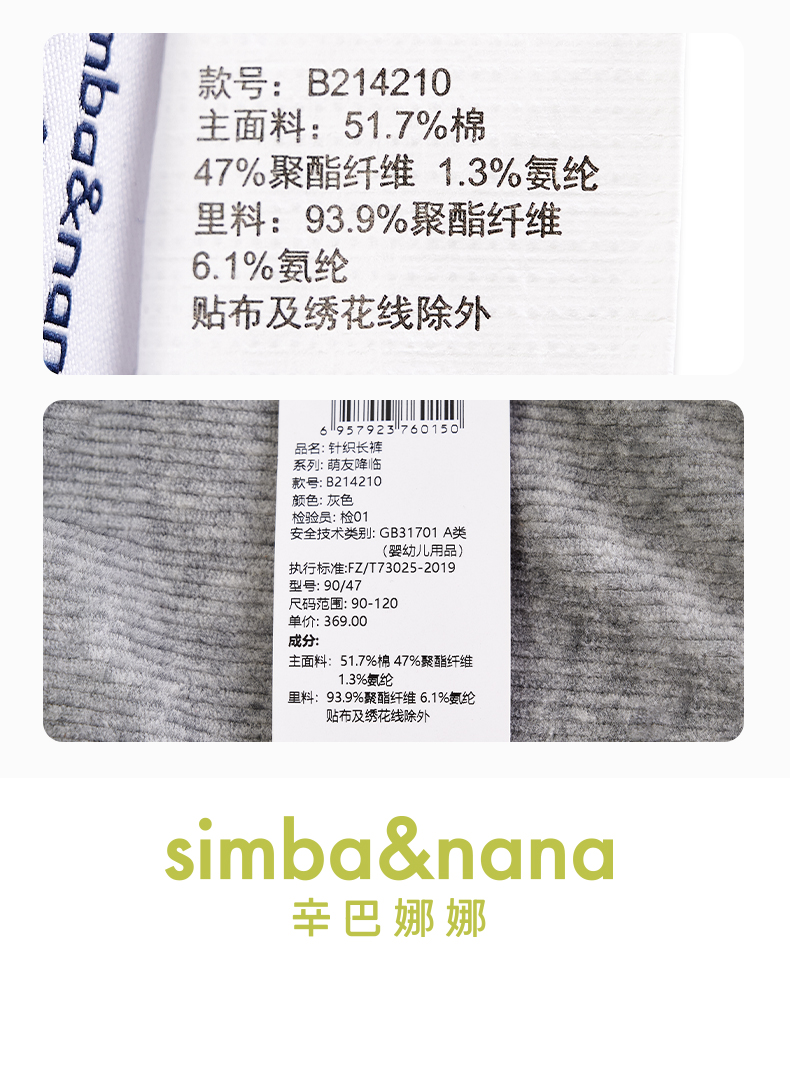 mba&nan
款号：B214210
主面料：51.7%棉
47%聚酯纤维 1.3%氨纶
里料：93.9%聚酯纤维
6.1%氨纶
贴布及绣花线除外
6 957923 760150
品名: 针织长裤
系列: 萌友降临
款号: B214210
颜色: 灰色
检验员: 检01
安全技术类别: GB31701 A类
（婴幼儿用品）
执行标准:FZ/T73025-2019
型号: 90/47
尺码范围: 90-120
单价: 369.00
成分:
主面料：51.7%棉 47%聚酯纤维
1.3%氨纶
里料：93.9%聚酯纤维 6.1%氨纶
贴布及绣花线除外
simba&nana
辛巴娜娜